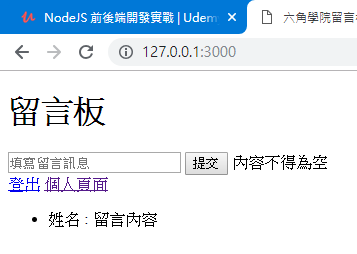 NodeJS 前後端開發實戰 | Udem
六角學院留言
127.0.0.1:3000
留言板
填寫留言訊息 提交 內容不得為空
登出 個人頁面
姓名 : 留言內容